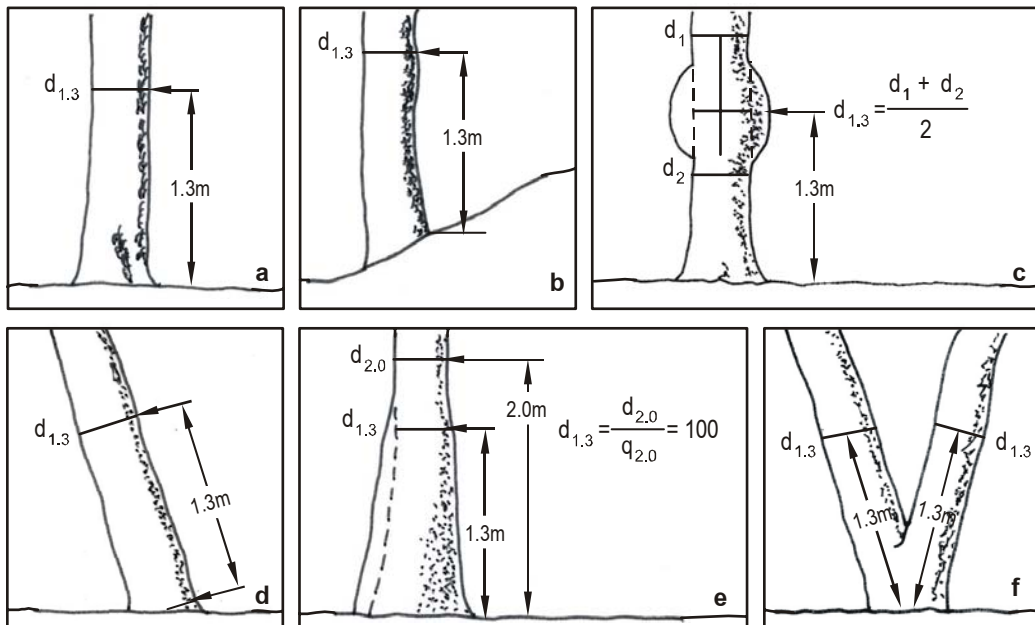 d1.3
1.3m
a
d1.3
1.3m
b
d1
d2
d1.3 = d1 + d2 / 2
1.3m
c
d1.3
1.3m
d
d2.0
d1.3
2.0m
1.3m
d1.3 = d2.0 / q2.0 = 100
e
d1.3
1.3m
1.3m
d1.3
f